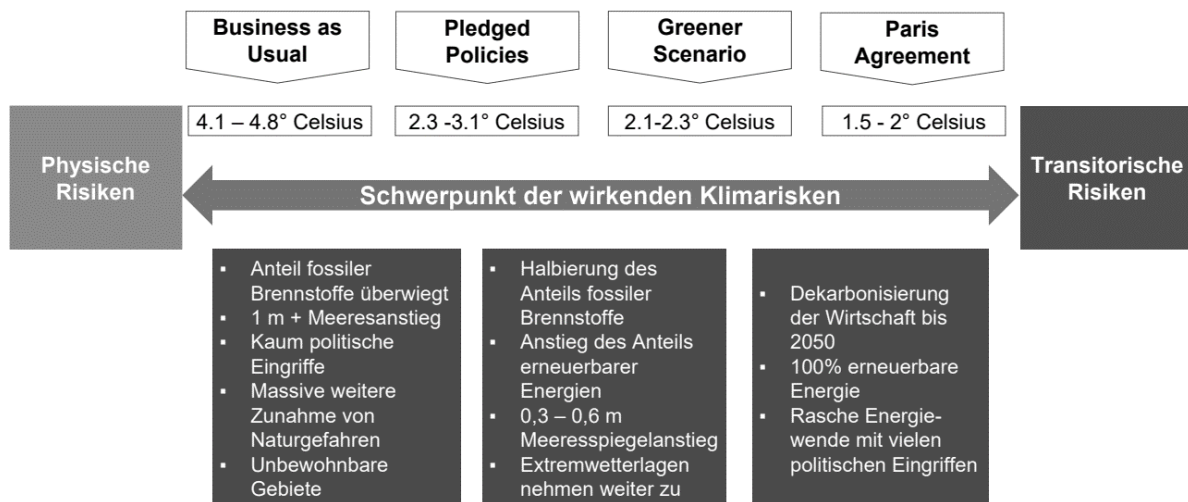 Business as
Usual
Pledged
Policies
Greener
Scenario
Paris
Agreement
4.1 – 4.8° Celsius
2.3 -3.1° Celsius
2.1-2.3° Celsius
1.5 - 2° Celsius
Physische
Risiken
Schwerpunkt der wirkenden Klimarisken
Transitorische
Risiken
▪ Anteil fossiler
Brennstoffe überwiegt
▪ 1 m + Meeresanstieg
▪ Kaum politische
Eingriffe
▪ Massive weitere
Zunahme von
Naturgefahren
▪ Unbewohnbare
Gebiete
▪ Halbierung des
Anteils fossiler
Brennstoffe
▪ Anstieg des Anteils
erneuerbarer
Energien
▪ 0,3 – 0,6 m
Meeresspiegelanstieg
▪ Extremwetterlagen
nehmen weiter zu
▪ Dekarbonisierung
der Wirtschaft bis
2050
▪ 100% erneuerbare
Energie
▪ Rasche Energie-
wende mit vielen
politischen Eingriffen